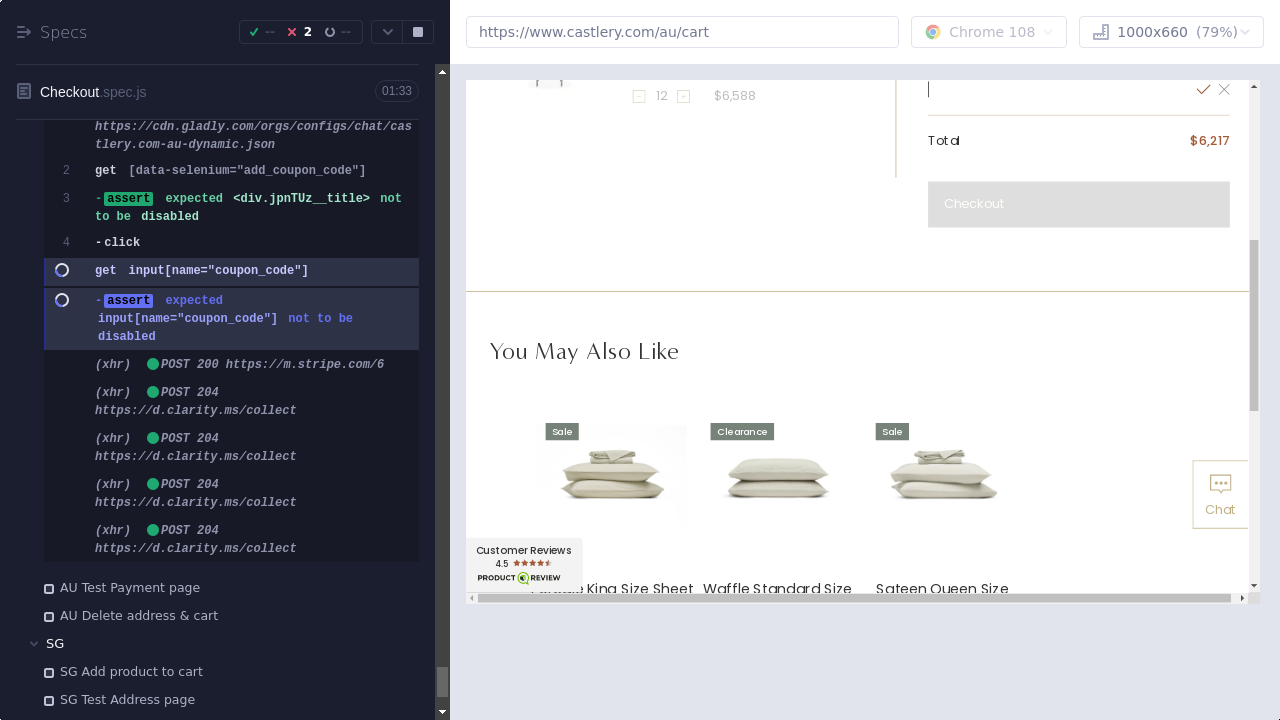 Specs
--
2
--
https://www.castlery.com/au/cart
Chrome 108
1000x660 (79%)
Checkout.spec.js
01:33
https://cdn.gladly.com/orgs/configs/chat/cas
tlery.com-au-dynamic.json
2 get [data-selenium="add_coupon_code"]
3 -assert expected <div.jpnTUz__title> not
to be disabled
4 -click
get input[name="coupon_code"]
-assert expected
input[name="coupon_code"] not to be
disabled
(xhr) POST 200 https://m.stripe.com/6
(xhr) POST 204
https://d.clarity.ms/collect
(xhr) POST 204
https://d.clarity.ms/collect
(xhr) POST 204
https://d.clarity.ms/collect
(xhr) POST 204
https://d.clarity.ms/collect
AU Test Payment page
AU Delete address & cart
SG
SG Add product to cart
SG Test Address page
12
$6,588
Total
$6,217
Checkout
You May Also Like
Sale
Clearance
Sale
Chat
Customer Reviews
4.5
PRODUCT REVIEW
King Size Sheet
Waffle Standard Size
Sateen Queen Size